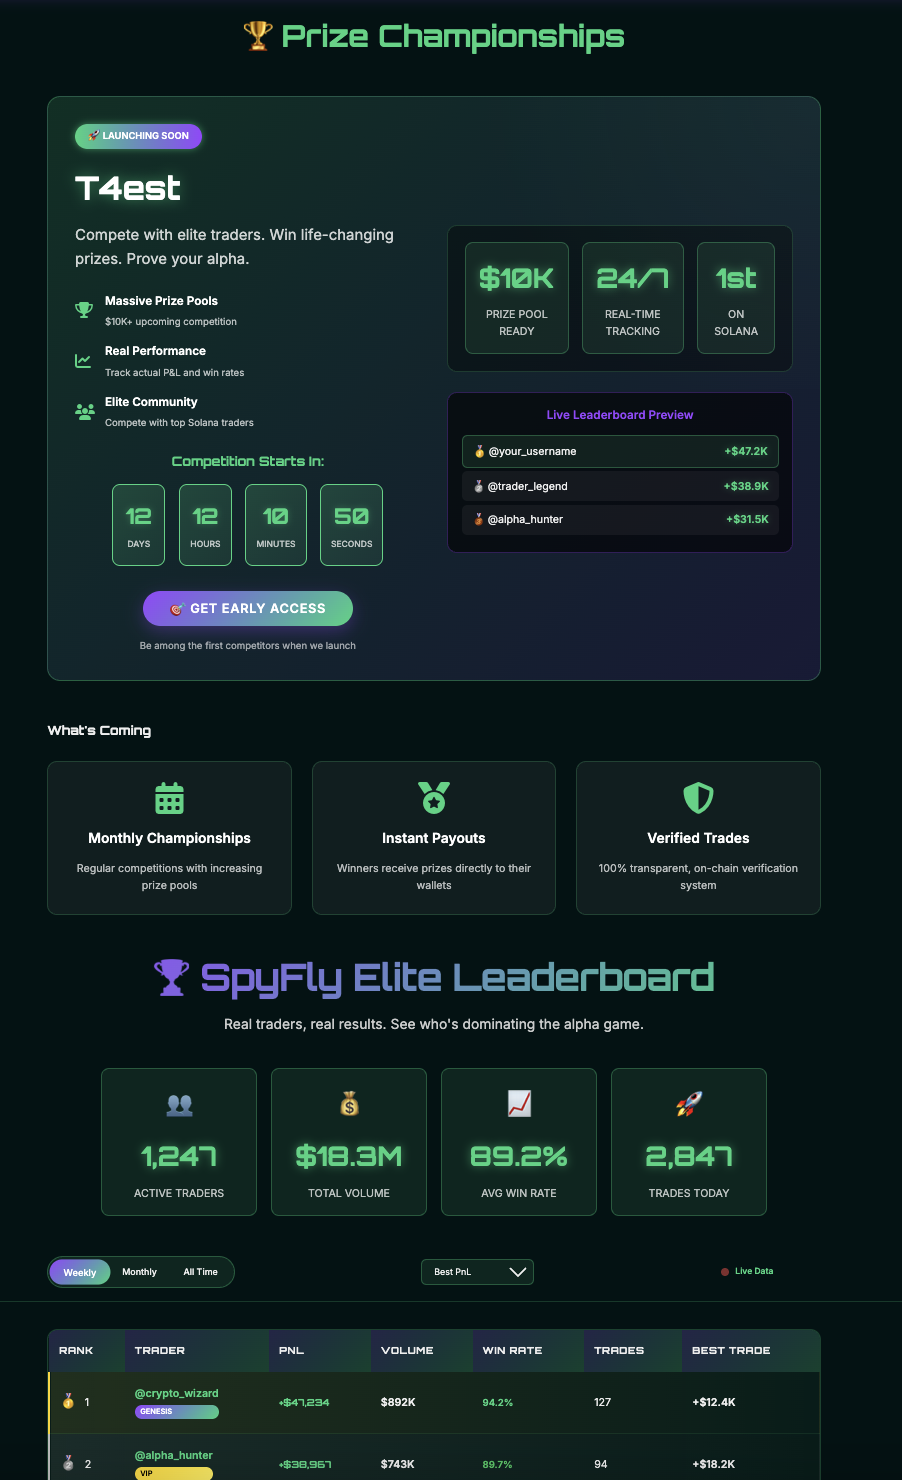 🏆 Prize Championships
🚀 LAUNCHING SOON
T4est
Compete with elite traders. Win life-changing
prizes. Prove your alpha.
Massive Prize Pools
$10K+ upcoming competition
Real Performance
Track actual P&L and win rates
Elite Community
Compete with top Solana traders
Competition Starts In:
12
DAYS
12
HOURS
10
MINUTES
50
SECONDS
🎯 GET EARLY ACCESS
Be among the first competitors when we launch
$10K
PRIZE POOL
READY
24/7
REAL-TIME
TRACKING
1st
ON
SOLANA
Live Leaderboard Preview
🥇 @your_username +$47.2K
🥈 @trader_legend +$38.9K
🥉 @alpha_hunter +$31.5K
What's Coming
Monthly Championships
Regular competitions with increasing
prize pools
Instant Payouts
Winners receive prizes directly to their
wallets
Verified Trades
100% transparent, on-chain verification
system
🏆 SpyFly Elite Leaderboard
Real traders, real results. See who's dominating the alpha game.
1,247
ACTIVE TRADERS
$18.3M
TOTAL VOLUME
89.2%
AVG WIN RATE
2,847
TRADES TODAY
Weekly Monthly All Time
Best PnL
Live Data
RANK TRADER PNL VOLUME WIN RATE TRADES BEST TRADE
🥇 1 @crypto_wizard +$47,234 $892K 94.2% 127 +$12.4K
GENESIS
🥈 2 @alpha_hunter +$38,967 $743K 89.7% 94 +$18.2K
VIP